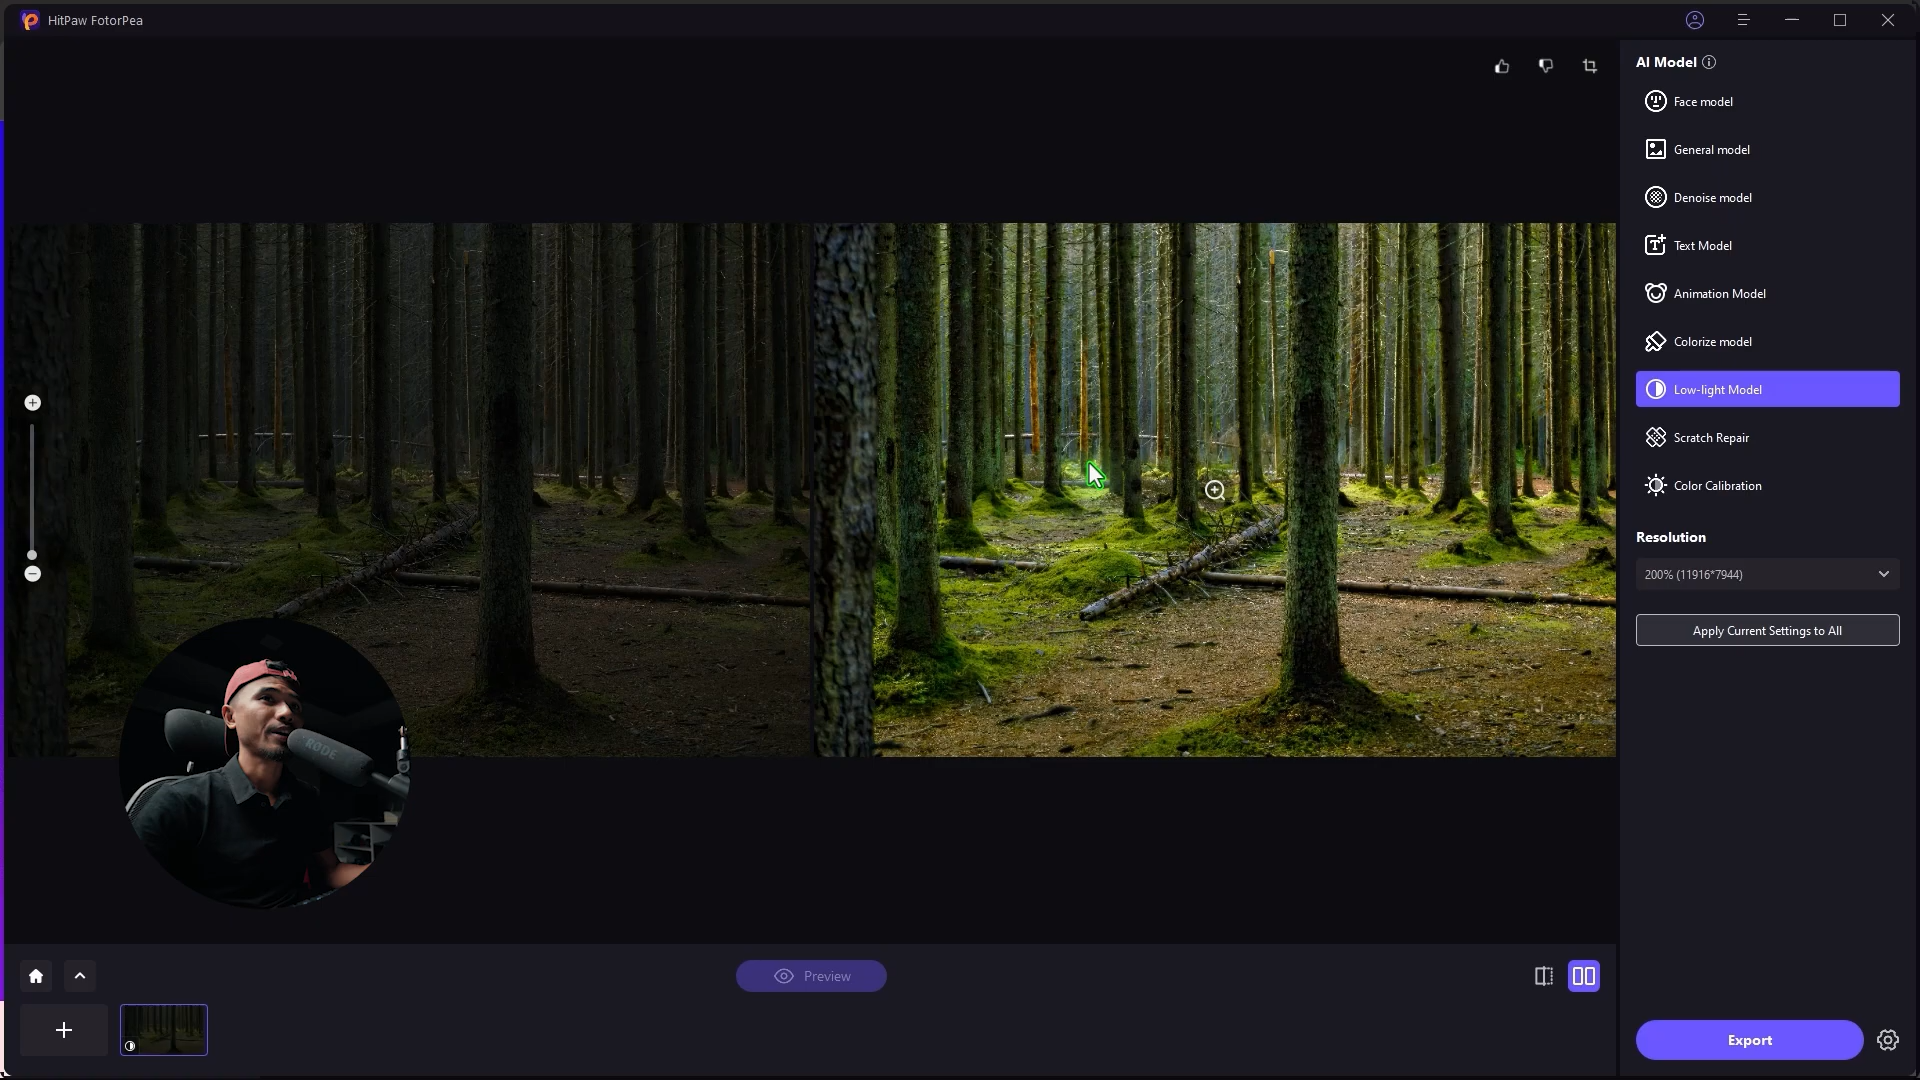 HitPaw FotorPea
AI Model
Face model
General model
Denoise model
Text Model
Animation Model
Colorize model
Low-light Model
Scratch Repair
Color Calibration
Resolution
200% (11916*7944)
Apply Current Settings to All
RØDE
Preview
Export